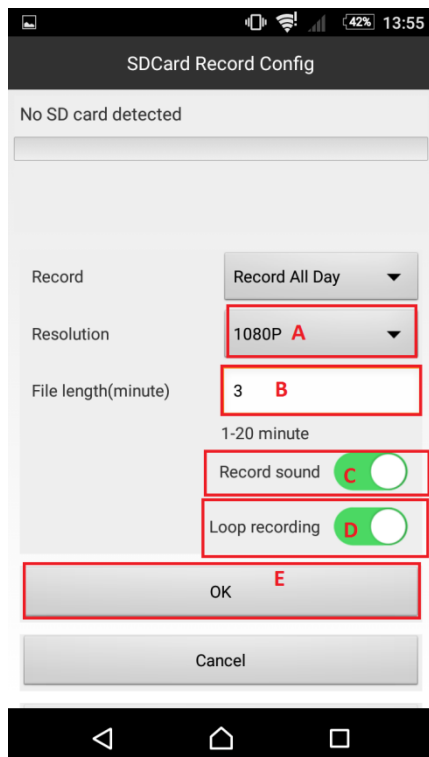 42% 13:55
SDCard Record Config
No SD card detected
Record Record All Day
Resolution 1080P A
File length(minute) 3 B
1-20 minute
Record sound C
Loop recording D
OK E
Cancel